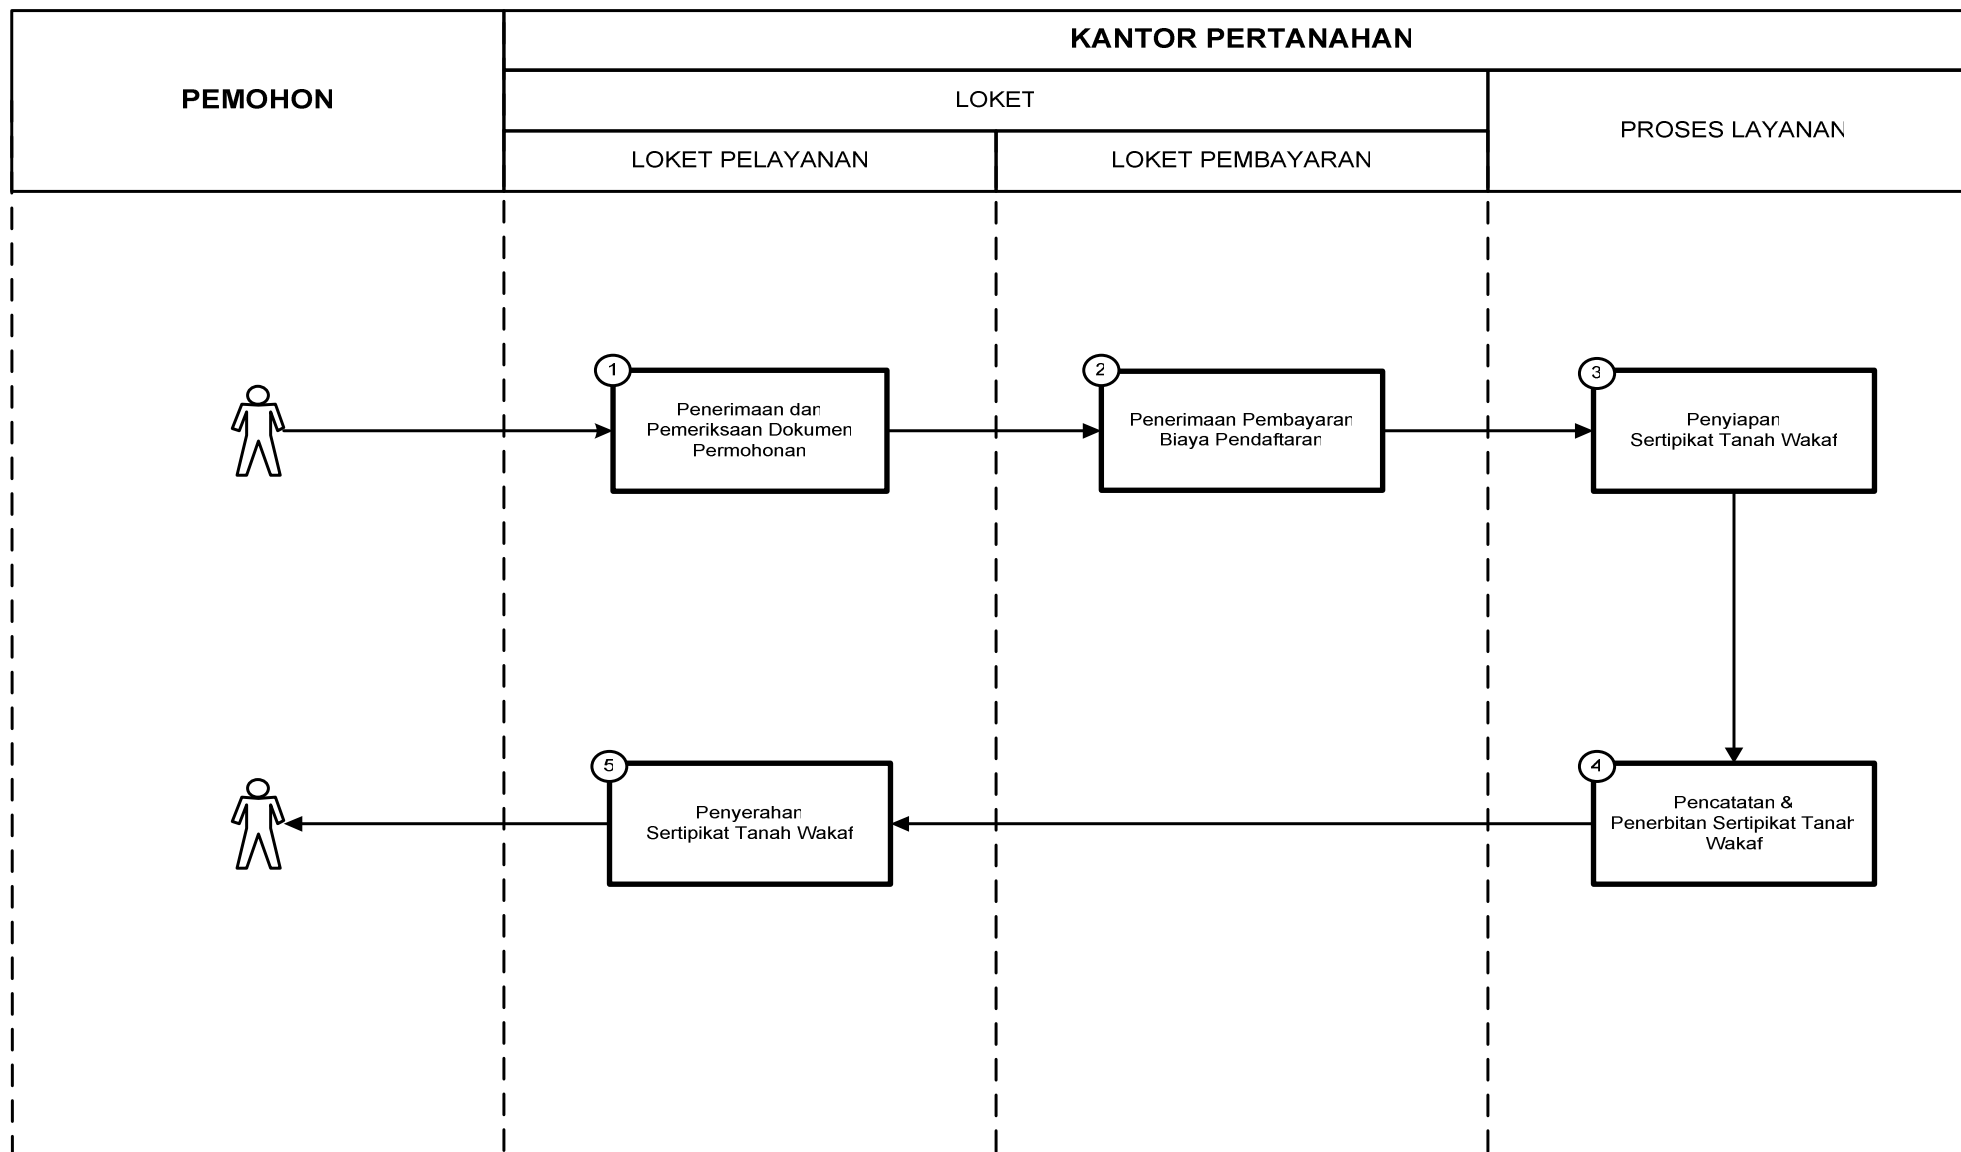 KANTOR PERTANAHAN
PEMOHON
LOKET
PROSES LAYANAN
LOKET PELAYANAN
LOKET PEMBAYARAN
1
Penerimaan dan
Pemeriksaan Dokumen
Permohonan
2
Penerimaan Pembayaran
Biaya Pendaftaran
3
Penyiapan
Sertipikat Tanah Wakaf
4
Pencatatan &
Penerbitan Sertipikat Tanah
Wakaf
5
Penyerahan
Sertipikat Tanah Wakaf